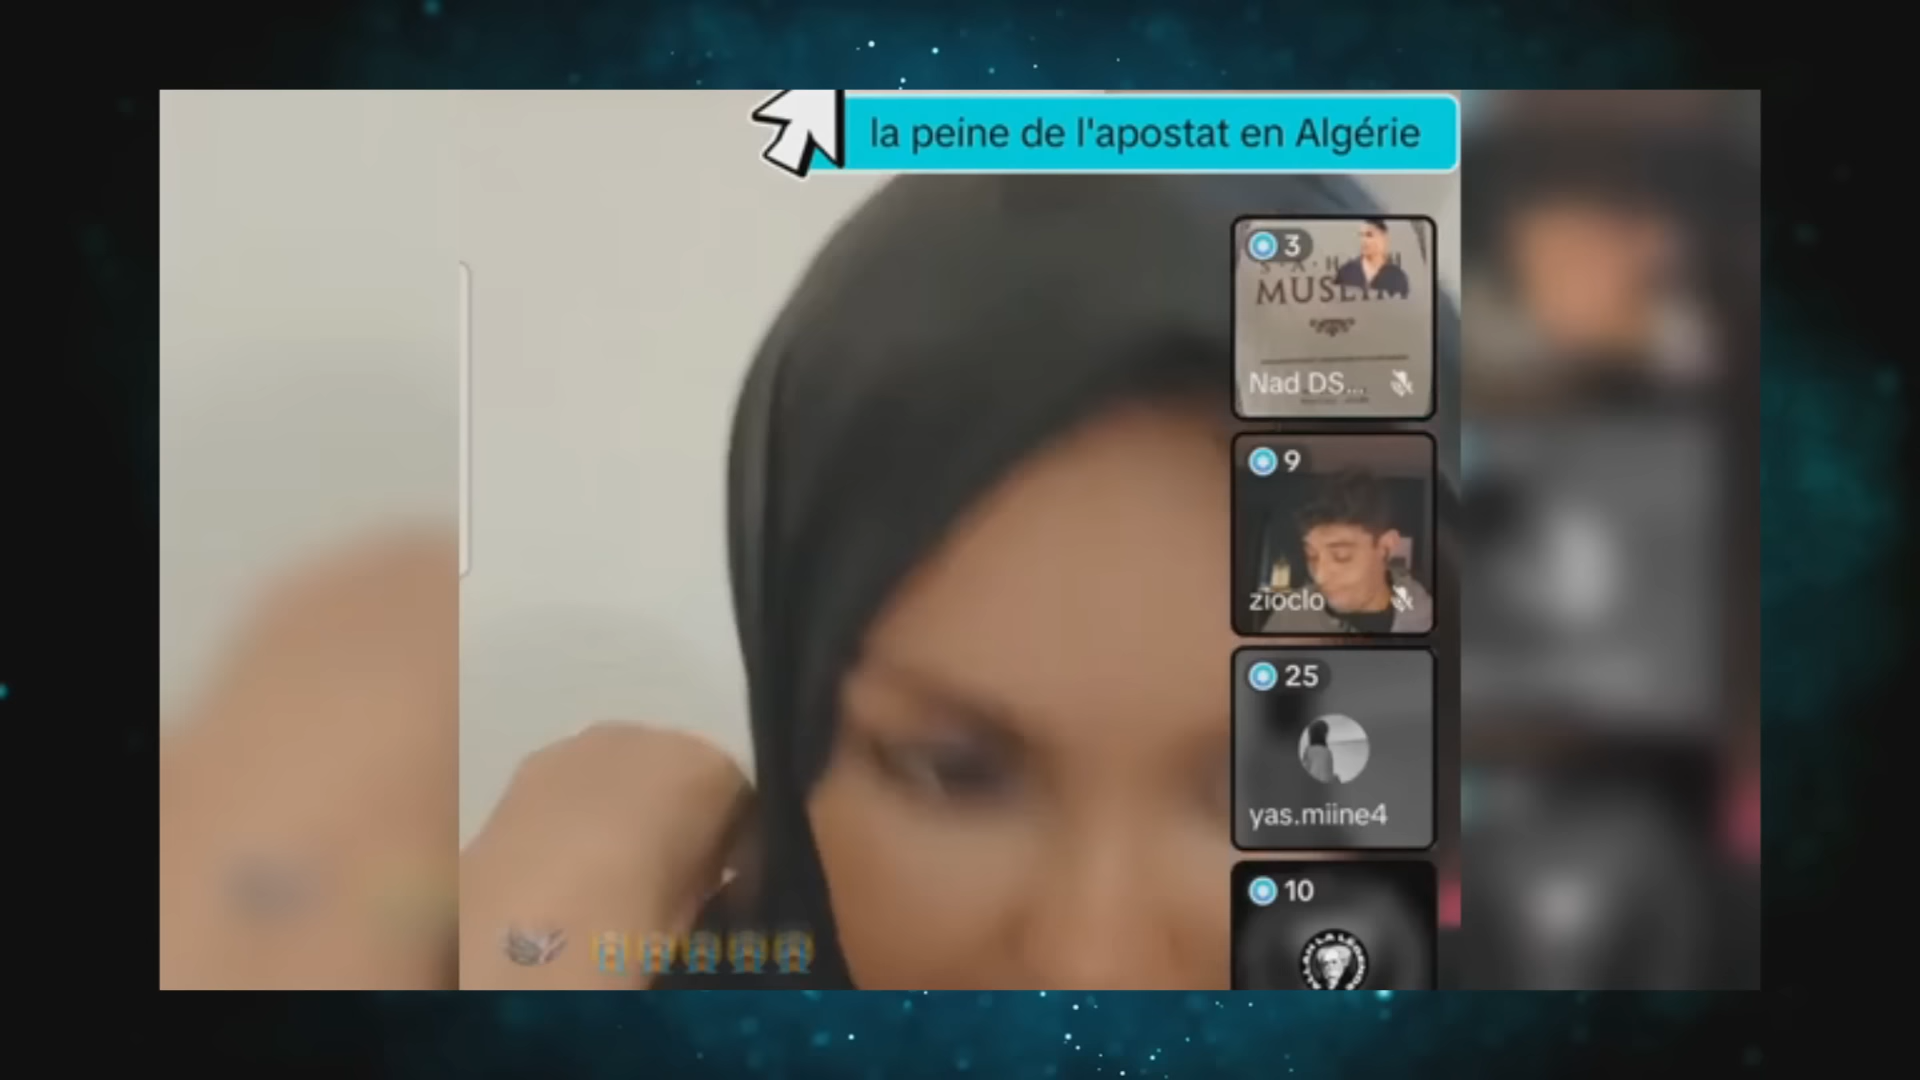 la peine de l'apostat en Algérie
3
MUSLIM
Nad DS...
9
zioclo
25
yas.miine4
10